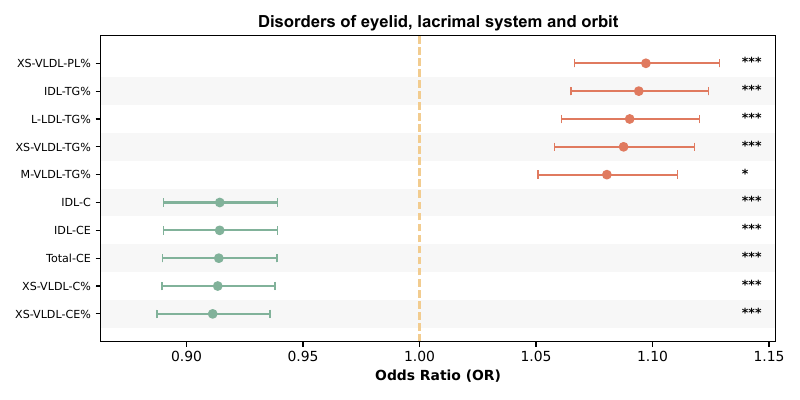 Disorders of eyelid, lacrimal system and orbit
XS-VLDL-PL% ***
IDL-TG% ***
L-LDL-TG% ***
XS-VLDL-TG% ***
M-VLDL-TG% *
IDL-C ***
IDL-CE ***
Total-CE ***
XS-VLDL-C% ***
XS-VLDL-CE% ***
0.90 0.95 1.00 1.05 1.10 1.15
Odds Ratio (OR)